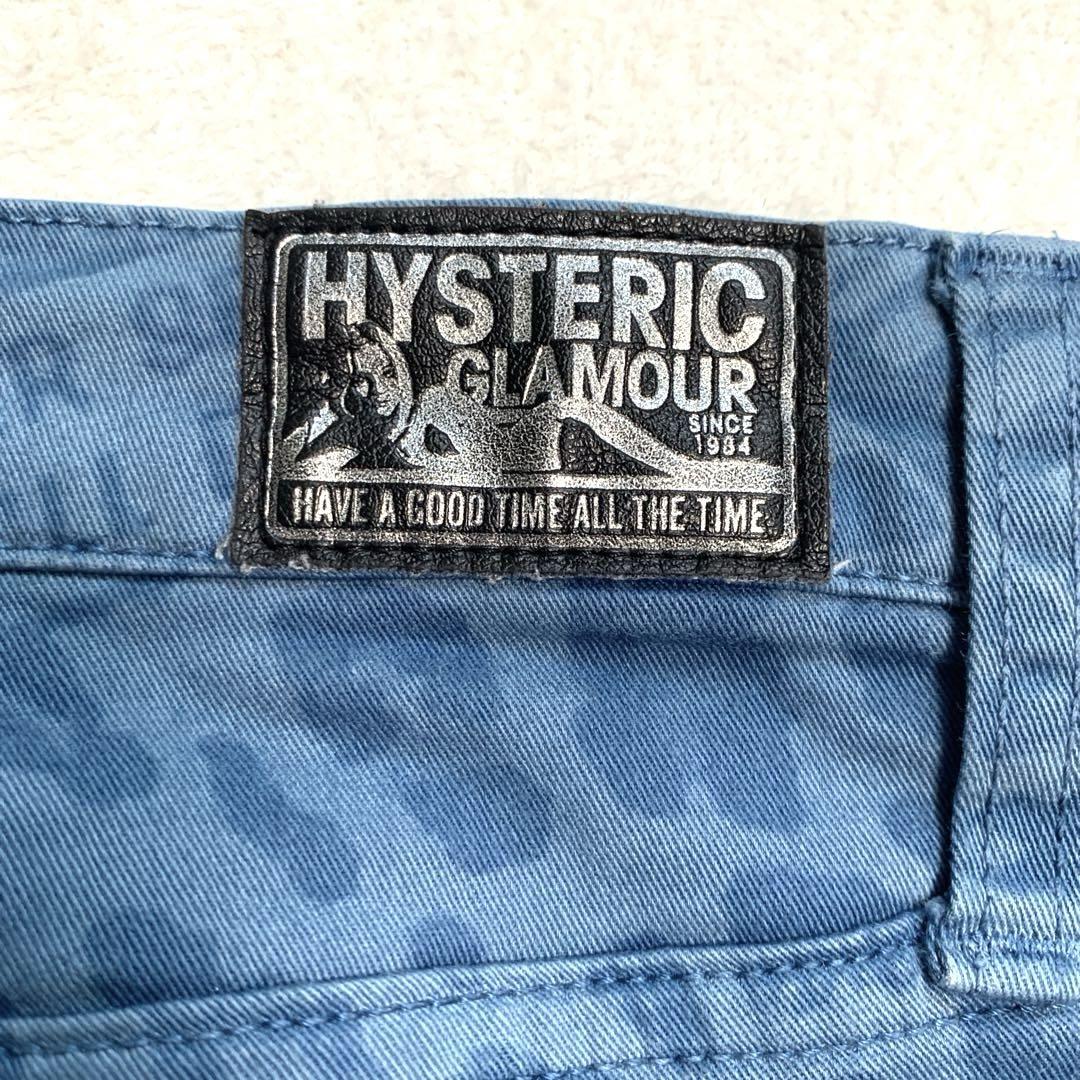 HYSTERIC
GLAMOUR
SINCE
1984
HAVE A GOOD TIME ALL THE TIME